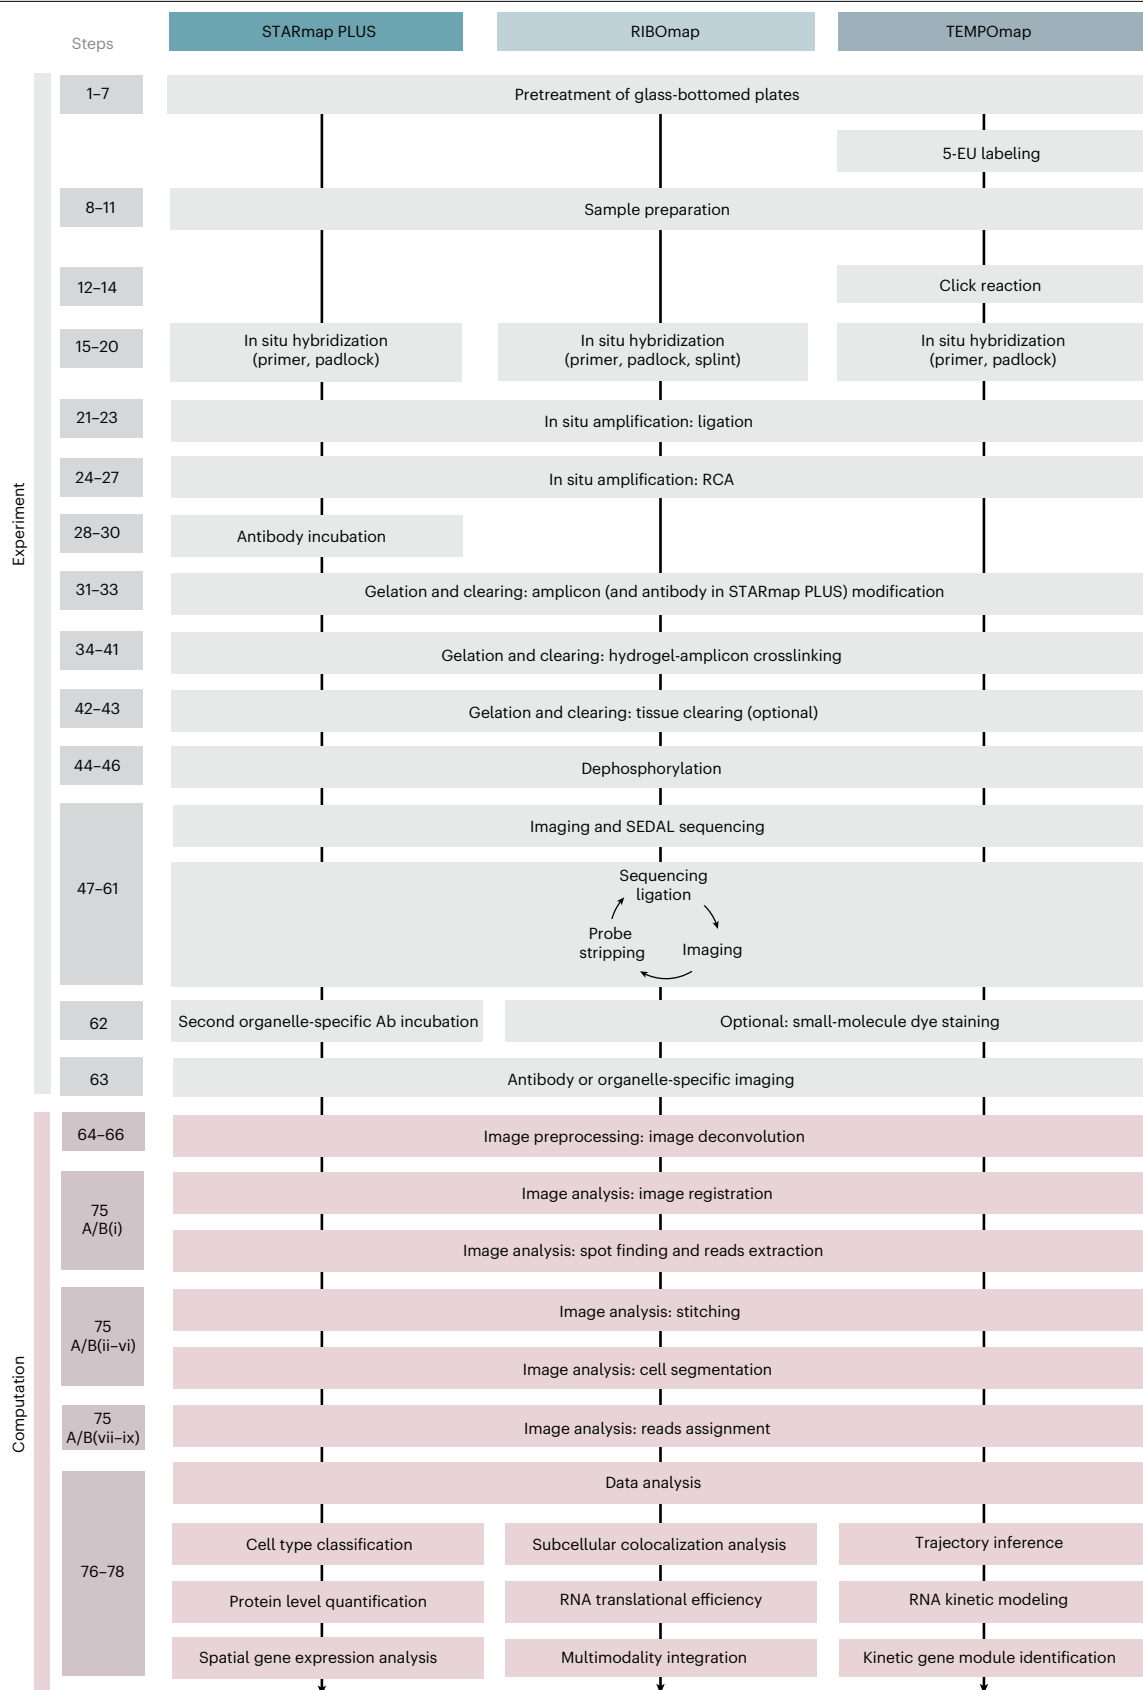 Steps
STARmap PLUS
RIBOmap
TEMPOmap
Experiment
1–7
Pretreatment of glass-bottomed plates
5-EU labeling
8–11
Sample preparation
12–14
Click reaction
15–20
In situ hybridization
(primer, padlock)
In situ hybridization
(primer, padlock, splint)
In situ hybridization
(primer, padlock)
21–23
In situ amplification: ligation
24–27
In situ amplification: RCA
28–30
Antibody incubation
31–33
Gelation and clearing: amplicon (and antibody in STARmap PLUS) modification
34–41
Gelation and clearing: hydrogel-amplicon crosslinking
42–43
Gelation and clearing: tissue clearing (optional)
44–46
Dephosphorylation
47–61
Imaging and SEDAL sequencing
Sequencing
ligation
Probe
stripping
Imaging
62
Second organelle-specific Ab incubation
Optional: small-molecule dye staining
63
Antibody or organelle-specific imaging
Computation
64–66
Image preprocessing: image deconvolution
75
A/B(i)
Image analysis: image registration
Image analysis: spot finding and reads extraction
75
A/B(ii–vi)
Image analysis: stitching
Image analysis: cell segmentation
75
A/B(vii–ix)
Image analysis: reads assignment
76–78
Data analysis
Cell type classification
Subcellular colocalization analysis
Trajectory inference
Protein level quantification
RNA translational efficiency
RNA kinetic modeling
Spatial gene expression analysis
Multimodality integration
Kinetic gene module identification